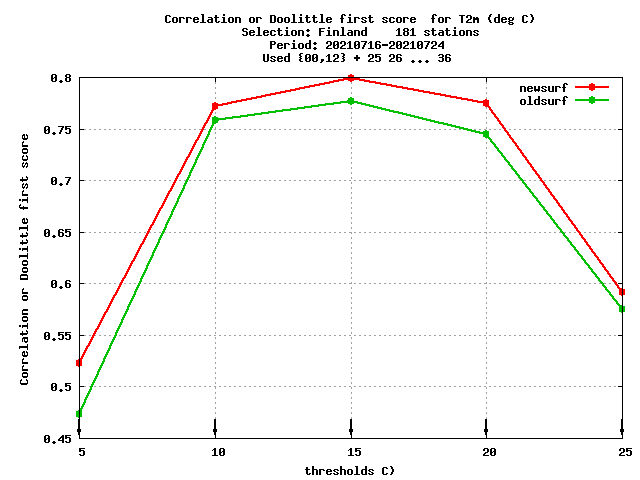 Correlation or Doolittle first score  for T2m (deg C)
Selection: Finland    181 stations
Period: 20210716-20210724
Used {00,12} + 25 26 ... 36
newsurf
oldsurf
Correlation or Doolittle first score
0.8
0.75
0.7
0.65
0.6
0.55
0.5
0.45
5 10 15 20 25
thresholds C)